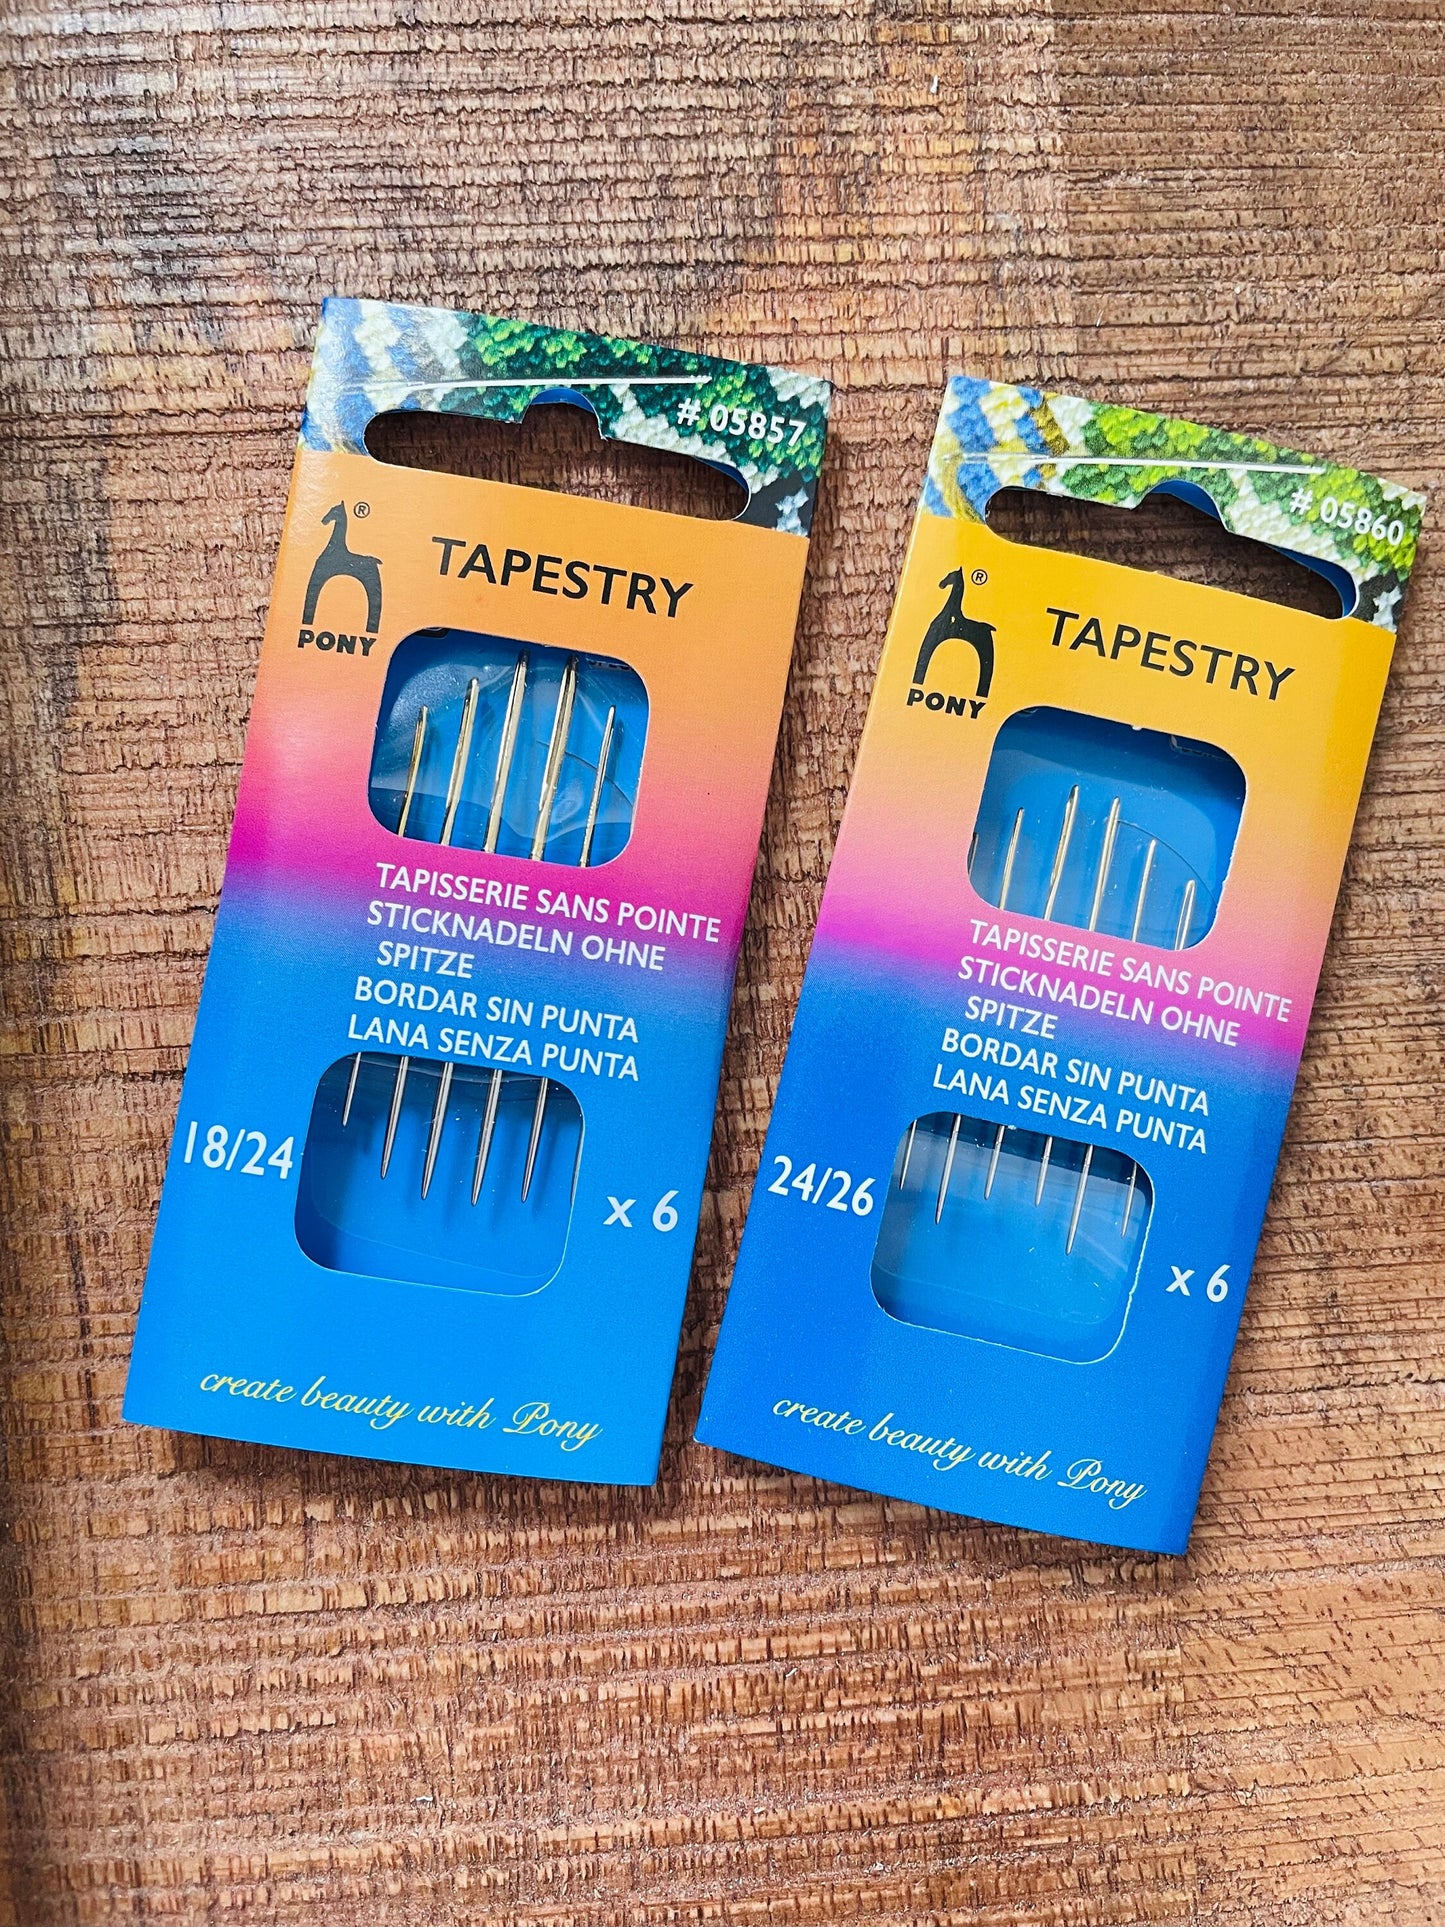 # 05857
®
PONY
TAPESTRY
TAPISSERIE SANS POINTE
STICKNADELN OHNE
SPITZE
BORDAR SIN PUNTA
LANA SENZA PUNTA
18/24
x 6
create beauty with Pony
# 05860
®
PONY
TAPESTRY
TAPISSERIE SANS POINTE
STICKNADELN OHNE
SPITZE
BORDAR SIN PUNTA
LANA SENZA PUNTA
24/26
x 6
create beauty with Pony